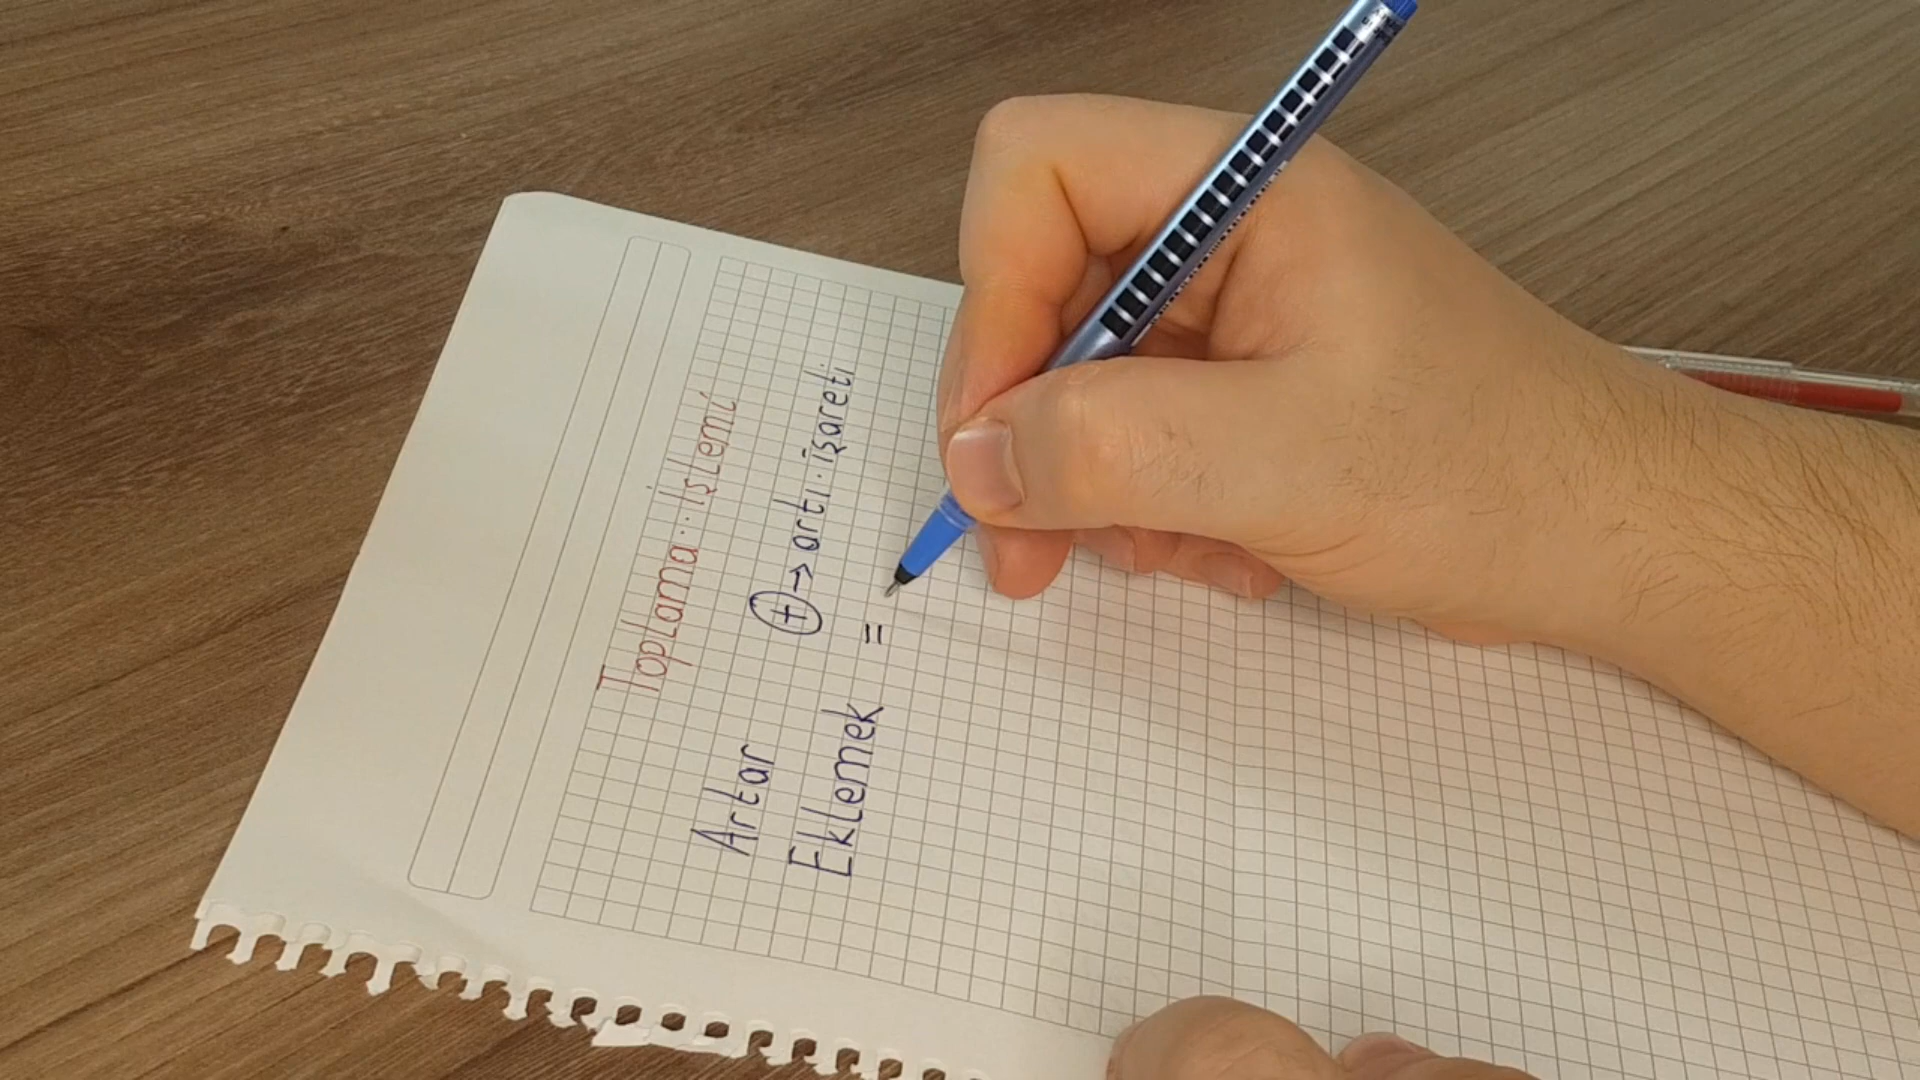 Toplama İşlemi
Artar
+ → artı işareti
Eklemek =